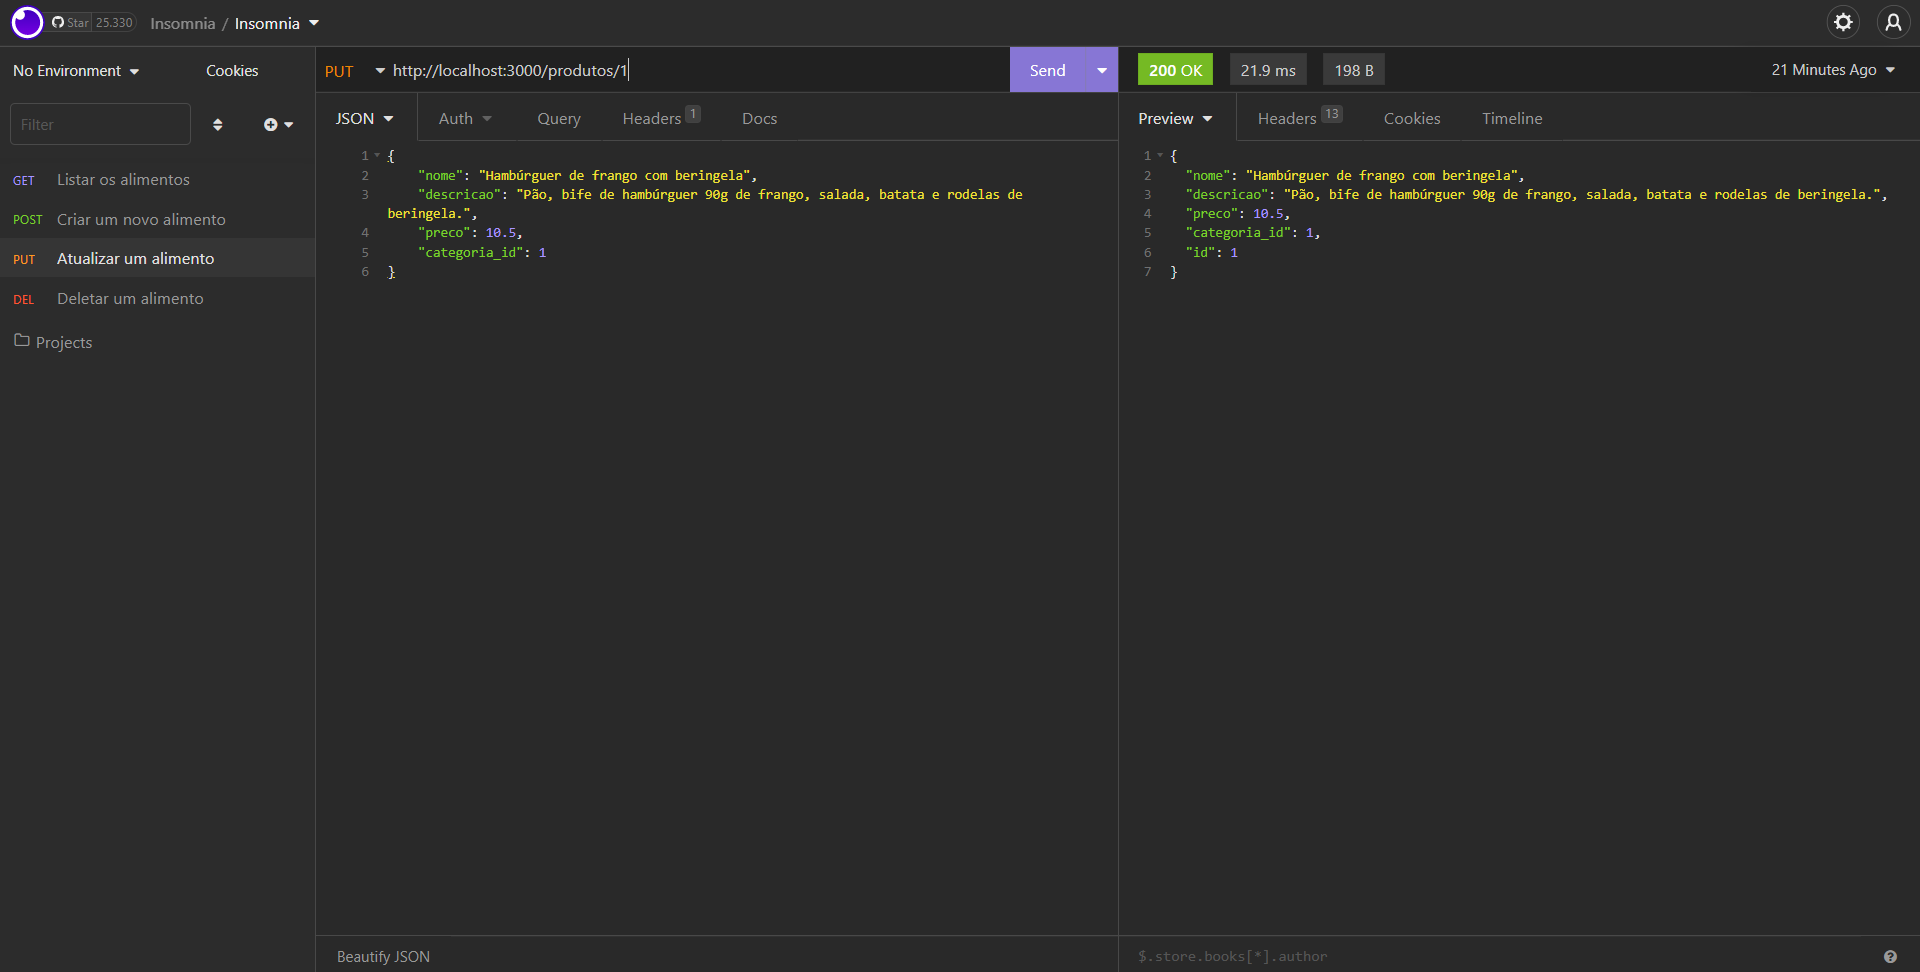 Star 25.330 Insomnia / Insomnia
No Environment Cookies
Filter
GET Listar os alimentos
POST Criar um novo alimento
PUT Atualizar um alimento
DEL Deletar um alimento
Projects
PUT http://localhost:3000/produtos/1 Send
JSON Auth Query Headers 1 Docs
1 {
2 "nome": "Hambúrguer de frango com beringela",
3 "descricao": "Pão, bife de hambúrguer 90g de frango, salada, batata e rodelas de
beringela.",
4 "preco": 10.5,
5 "categoria_id": 1
6 }
Beautify JSON
200 OK 21.9 ms 198 B 21 Minutes Ago
Preview Headers 13 Cookies Timeline
1 {
2 "nome": "Hambúrguer de frango com beringela",
3 "descricao": "Pão, bife de hambúrguer 90g de frango, salada, batata e rodelas de beringela.",
4 "preco": 10.5,
5 "categoria_id": 1,
6 "id": 1
7 }
$.store.books[*].author ?